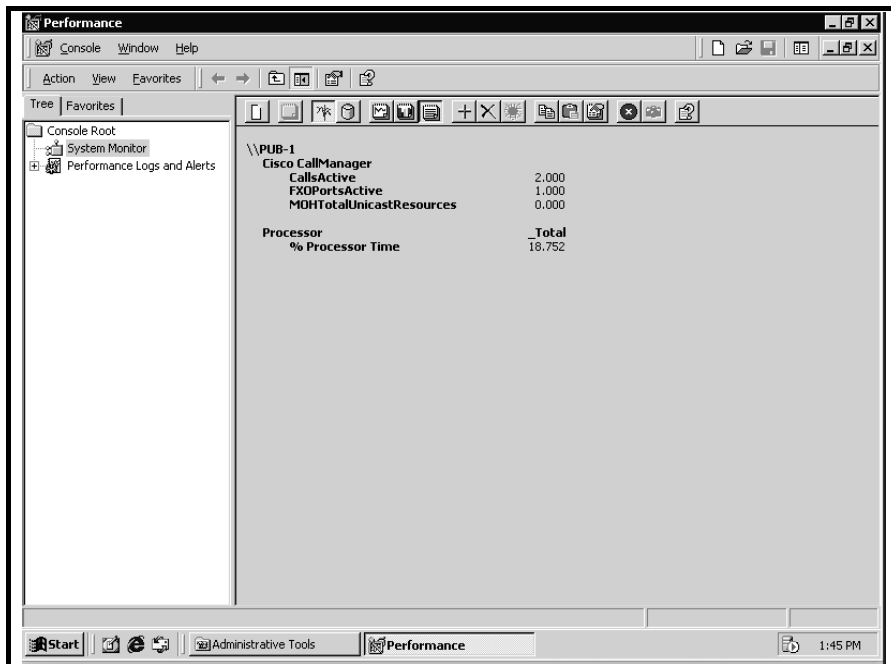 Performance
Console Window Help
Action View Favorites
Tree Favorites
Console Root
System Monitor
Performance Logs and Alerts
\\PUB-1
Cisco CallManager
CallsActive 2.000
FXOPortsActive 1.000
MOHTotalUnicastResources 0.000
Processor _Total
% Processor Time 18.752
Start Administrative Tools Performance 1:45 PM